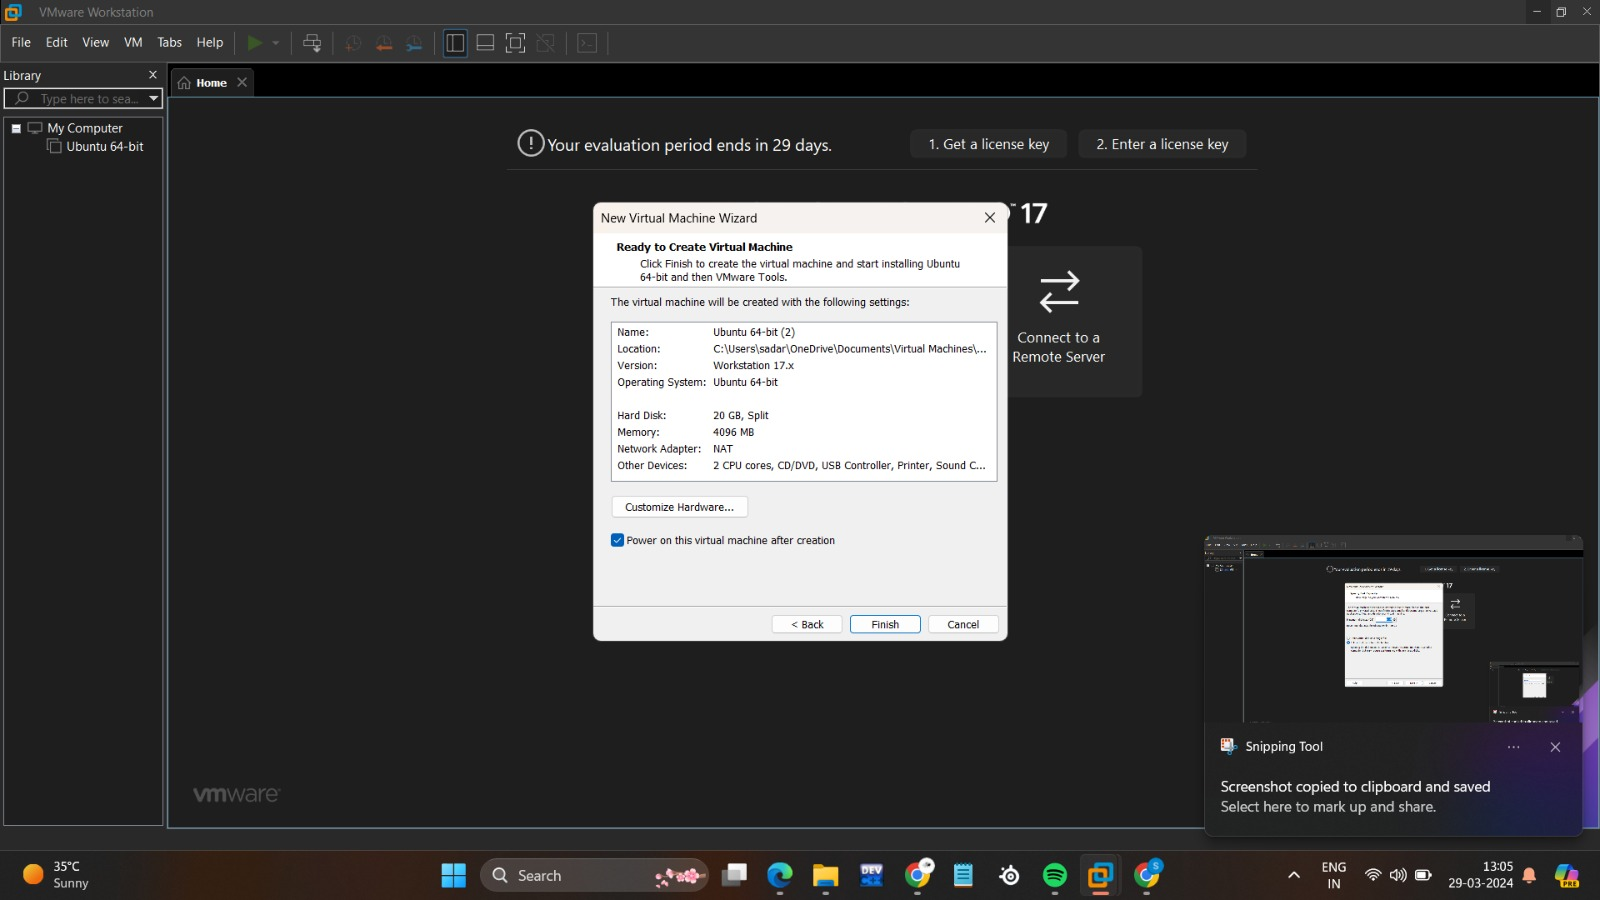 VMware Workstation
File Edit View VM Tabs Help
Library
Type here to sea...
My Computer
Ubuntu 64-bit
Home
Your evaluation period ends in 29 days.
1. Get a license key
2. Enter a license key
™ 17
New Virtual Machine Wizard
Ready to Create Virtual Machine
Click Finish to create the virtual machine and start installing Ubuntu
64-bit and then VMware Tools.
The virtual machine will be created with the following settings:
Name: Ubuntu 64-bit (2)
Location: C:\Users\sadar\OneDrive\Documents\Virtual Machines\...
Version: Workstation 17.x
Operating System: Ubuntu 64-bit
Hard Disk: 20 GB, Split
Memory: 4096 MB
Network Adapter: NAT
Other Devices: 2 CPU cores, CD/DVD, USB Controller, Printer, Sound C...
Customize Hardware...
Power on this virtual machine after creation
< Back
Finish
Cancel
Connect to a
Remote Server
vmware
Snipping Tool
Screenshot copied to clipboard and saved
Select here to mark up and share.
35°C
Sunny
Search
DEV
S
ENG
IN
13:05
29-03-2024
PRE